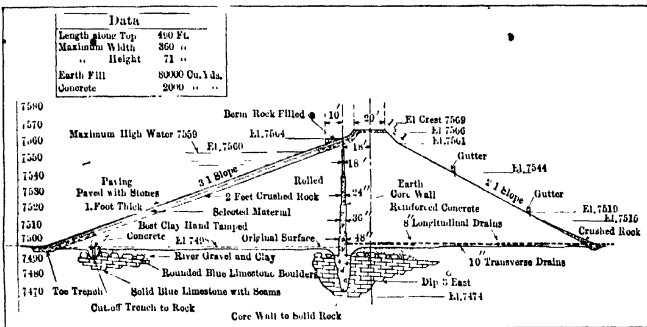 Data
Length along Top 490 Ft.
Maximum Width 360 "
" Height 71 "
Earth Fill 80000 Cu. Yds.
Concrete 2000 " "
7580
7570
7560
7550
7540
7530
7520
7510
7500
7490
7480
7470
10'
20'
Berm Rock Filled
El. 7564
Maximum High Water 7559
El. 7560
El Crest 7569
El. 7566
El. 7561
18"
18"
24"
36"
48"
Gutter
El. 7544
3 1 Slope
2 1 Slope
Gutter
Rolled
Earth
Core Wall
Reinforced Concrete
Paving
Paved with Stones
1. Foot Thick
2 Feet Crushed Rock
Selected Material
El. 7519
El. 7515
Crushed Rock
8" Longitudinal Drains
Best Clay Hand Tamped
Concrete
El. 749
Original Surface
River Gravel and Clay
10" Transverse Drains
Rounded Blue Limestone Boulders
Toe Trench
Solid Blue Limestone with Seams
Dip 3 East
El. 7474
Cut off Trench to Rock
Core Wall to Solid Rock